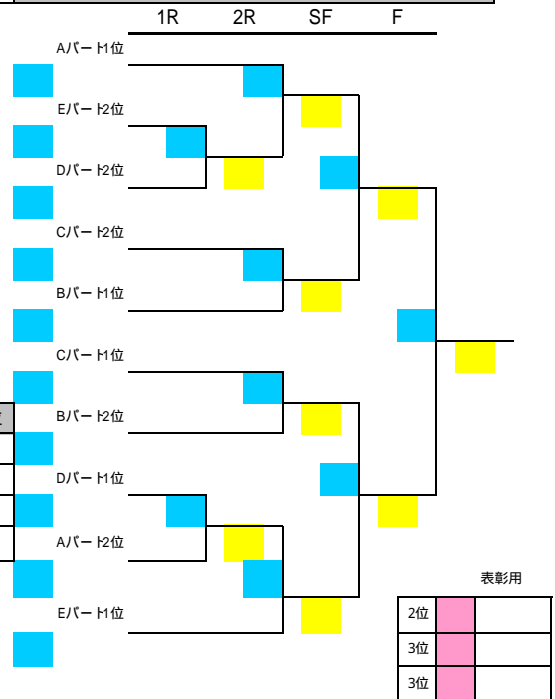 1R 2R SF F
Aパート1位
Eパート2位
Dパート2位
Cパート2位
Bパート1位
Cパート1位
Bパート2位
Dパート1位
Aパート2位
Eパート1位
表彰用
2位
3位
3位